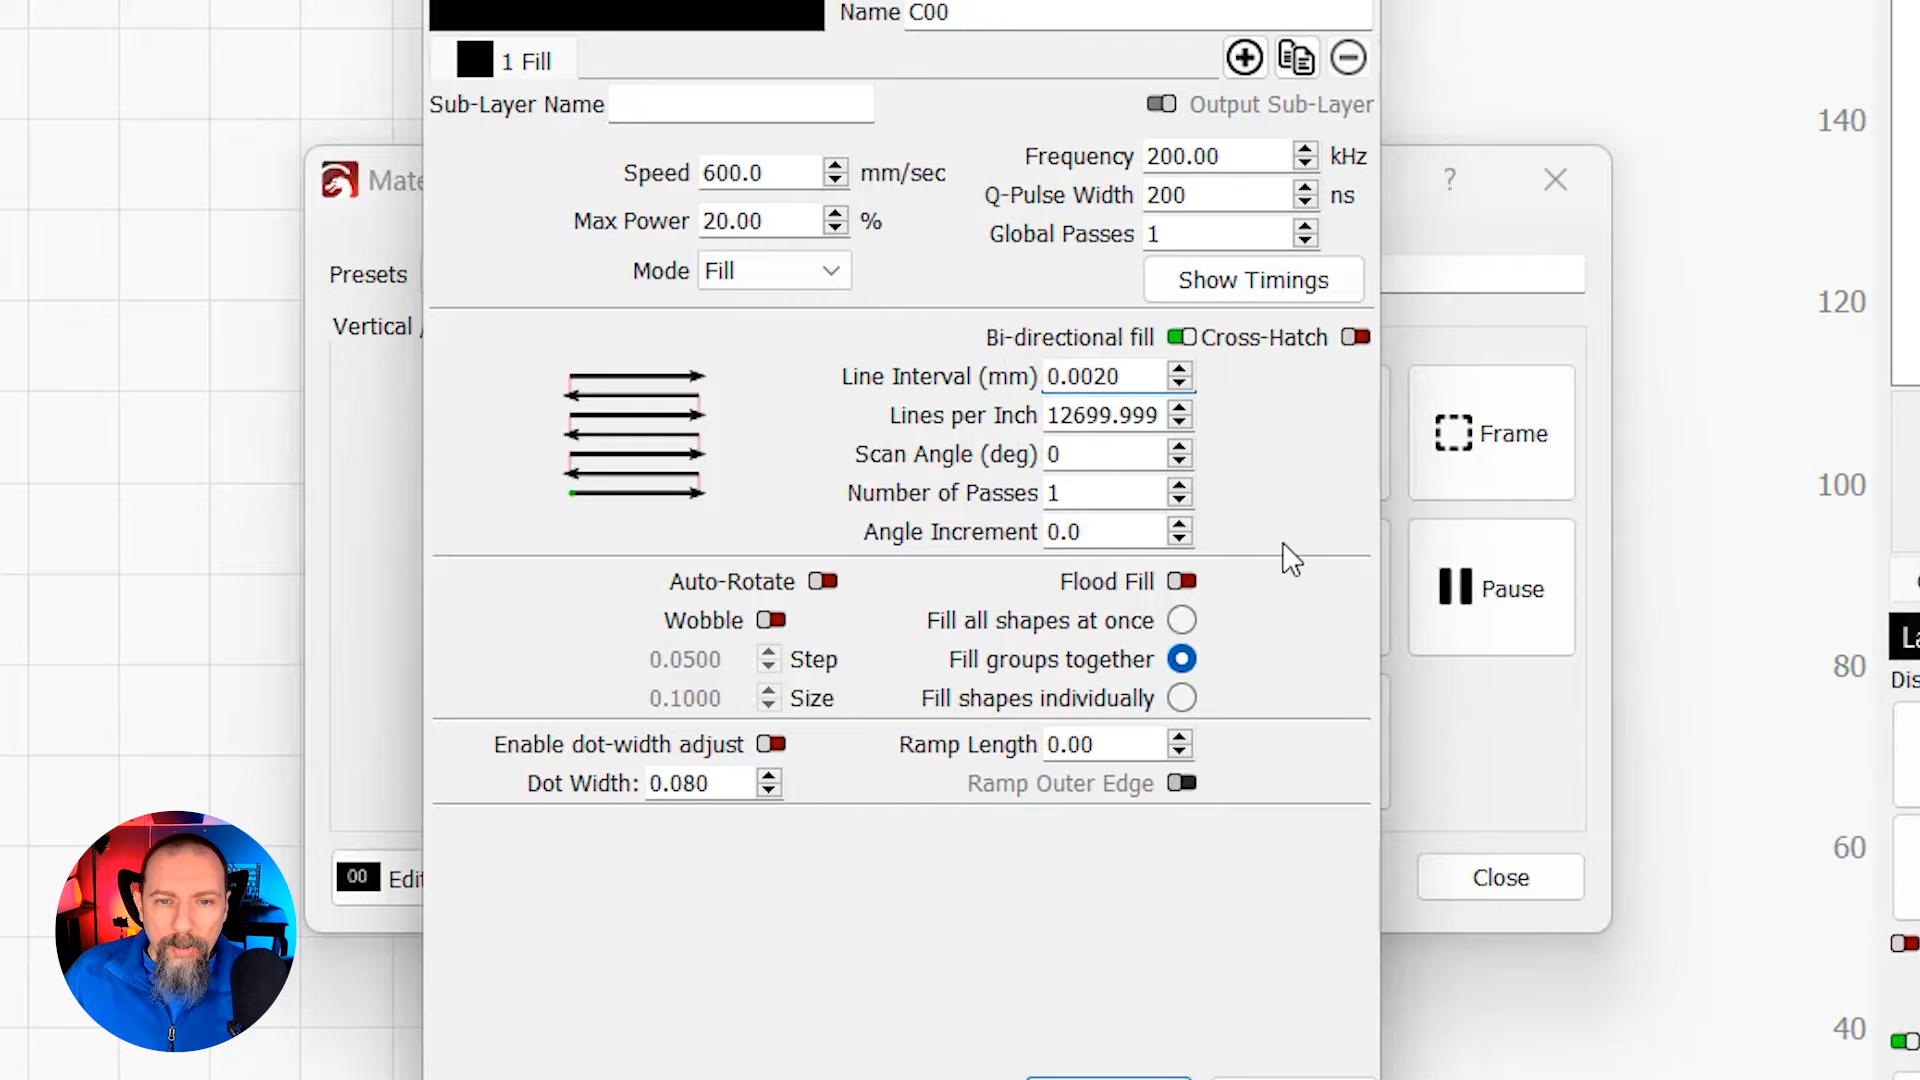 Name C00
1 Fill
Sub-Layer Name
Output Sub-Layer
Frequency 200.00 kHz
Speed 600.0 mm/sec
Q-Pulse Width 200 ns
Max Power 20.00 %
Global Passes 1
Mode Fill
Show Timings
Bi-directional fill
Cross-Hatch
Line Interval (mm) 0.0020
Lines per Inch 12699.999
Scan Angle (deg) 0
Number of Passes 1
Angle Increment 0.0
Auto-Rotate
Flood Fill
Wobble
Fill all shapes at once
0.0500 Step
Fill groups together
0.1000 Size
Fill shapes individually
Enable dot-width adjust
Ramp Length 0.00
Dot Width: 0.080
Ramp Outer Edge
Mate
?
Presets
Vertical
Frame
Pause
00 Edit
Close
140
120
100
80
60
40
La
Dis